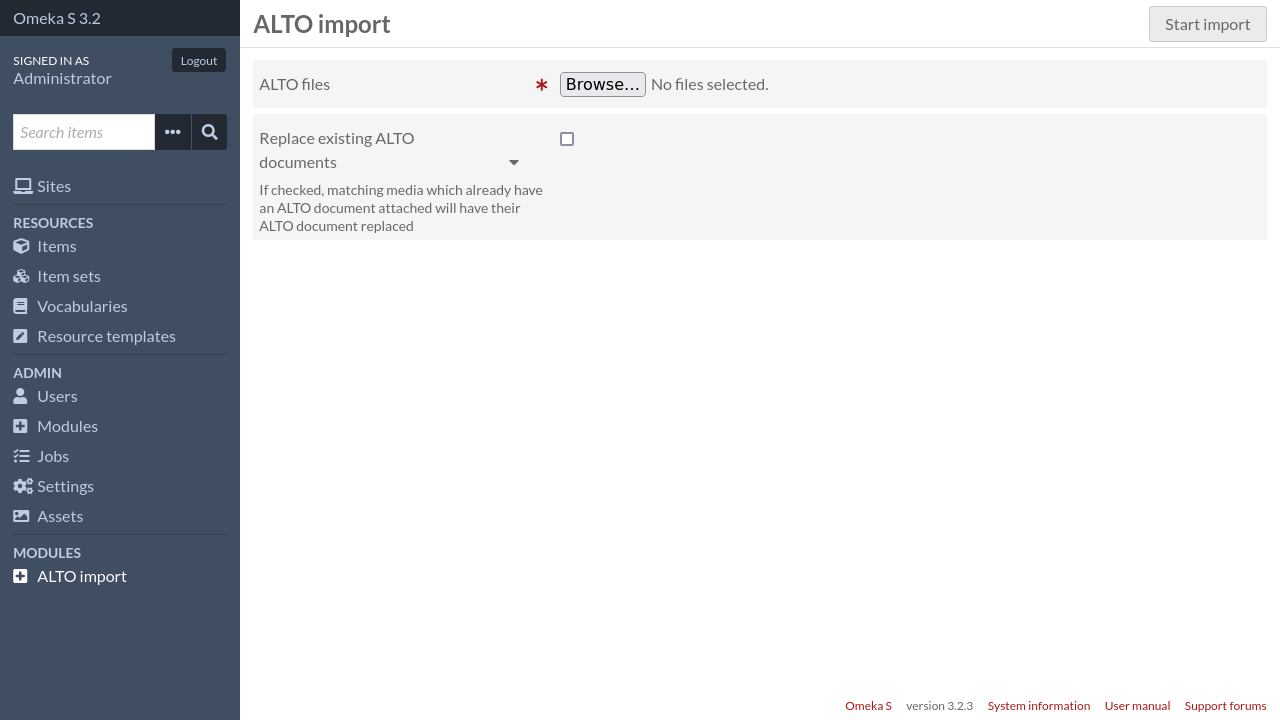 Omeka S 3.2
SIGNED IN AS
Logout
Administrator
Search items
Sites
RESOURCES
Items
Item sets
Vocabularies
Resource templates
ADMIN
Users
Modules
Jobs
Settings
Assets
MODULES
ALTO import
ALTO import
Start import
ALTO files
Browse... No files selected.
Replace existing ALTO
documents
If checked, matching media which already have
an ALTO document attached will have their
ALTO document replaced
Omeka S version 3.2.3 System information User manual Support forums